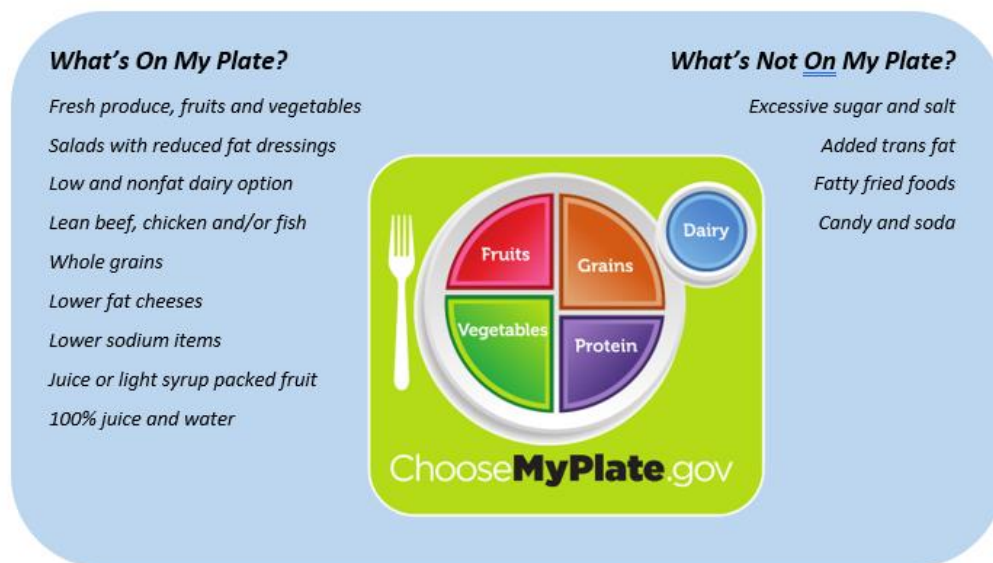 What's On My Plate?
Fresh produce, fruits and vegetables
Salads with reduced fat dressings
Low and nonfat dairy option
Lean beef, chicken and/or fish
Whole grains
Lower fat cheeses
Lower sodium items
Juice or light syrup packed fruit
100% juice and water
What's Not On My Plate?
Excessive sugar and salt
Added trans fat
Fatty fried foods
Candy and soda
Fruits
Grains
Dairy
Vegetables
Protein
ChooseMyPlate.gov